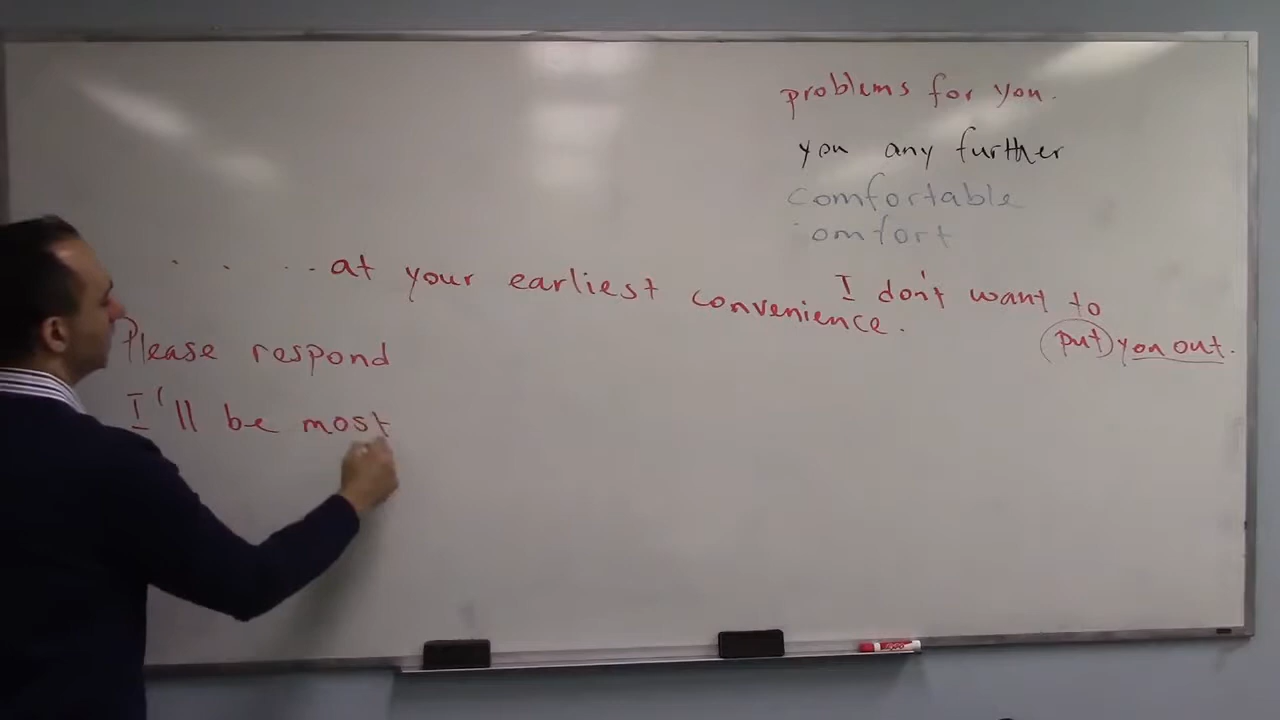 problems for you.
you any further
comfortable
omfort
. . . . at your earliest convenience.
I don't want to
put you out.
Please respond
I'll be most